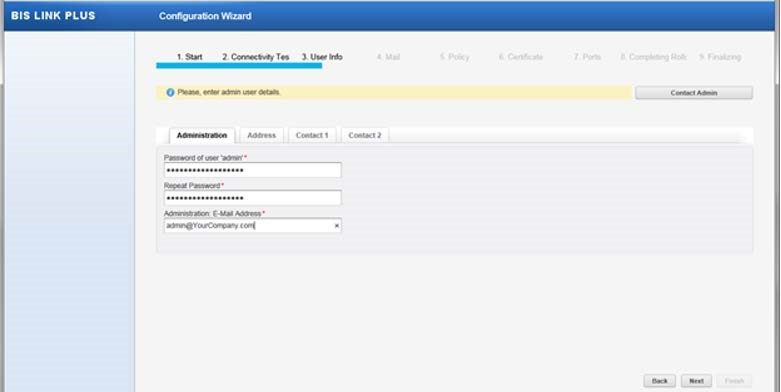 BIS LINK PLUS Configuration Wizard
1. Start 2. Connectivity Tes 3. User Info 4. Mail 5. Policy 6. Certificate 7. Ports 8. Completing Rollo 9. Finalizing
Please, enter admin user details. Contact Admin
Administration Address Contact 1 Contact 2
Password of user 'admin'*
••••••••••••••••••
Repeat Password*
••••••••••••••••••
Administration: E-Mail Address*
admin@YourCompany.com ×
Back Next Finish